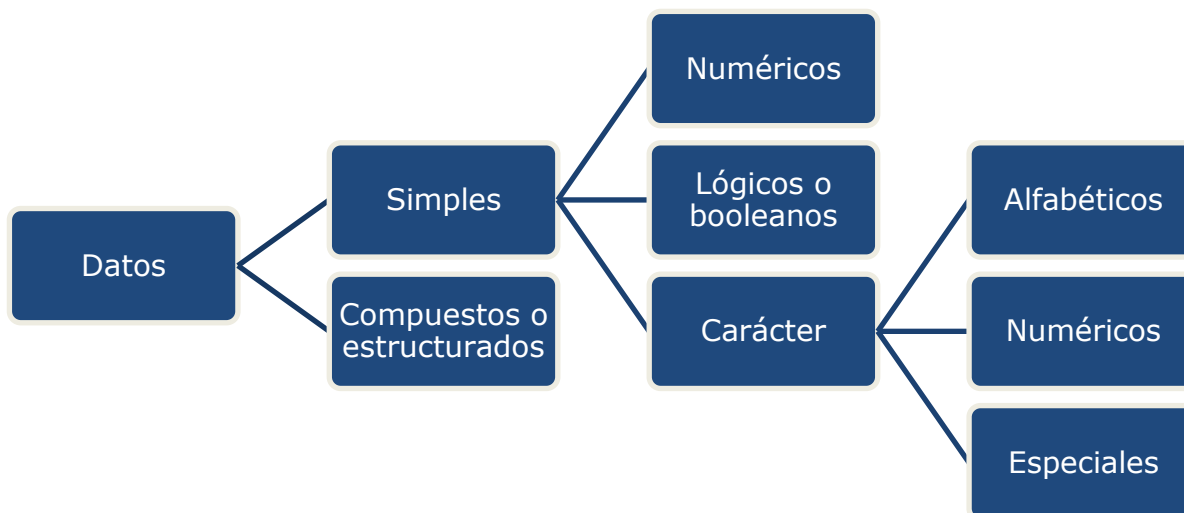 Datos
Simples
Compuestos o
estructurados
Numéricos
Lógicos o
booleanos
Carácter
Alfabéticos
Numéricos
Especiales